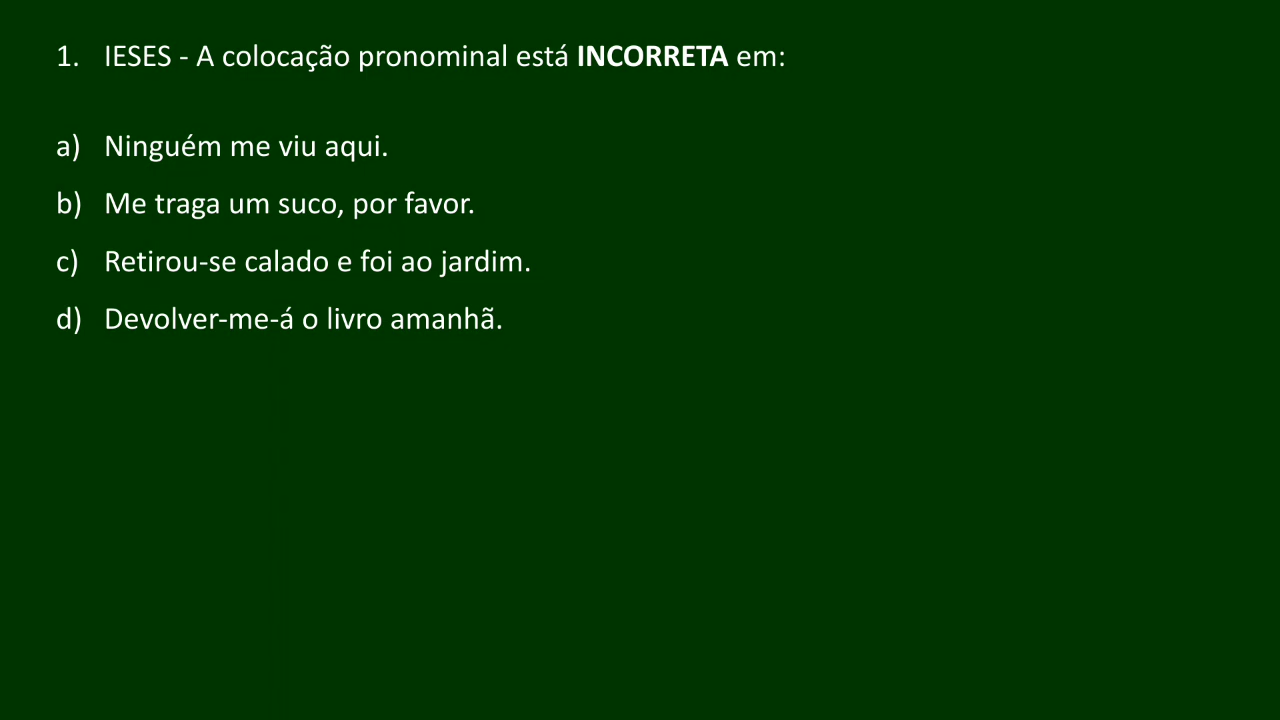 1. IESES - A colocação pronominal está INCORRETA em:
a) Ninguém me viu aqui.
b) Me traga um suco, por favor.
c) Retirou-se calado e foi ao jardim.
d) Devolver-me-á o livro amanhã.